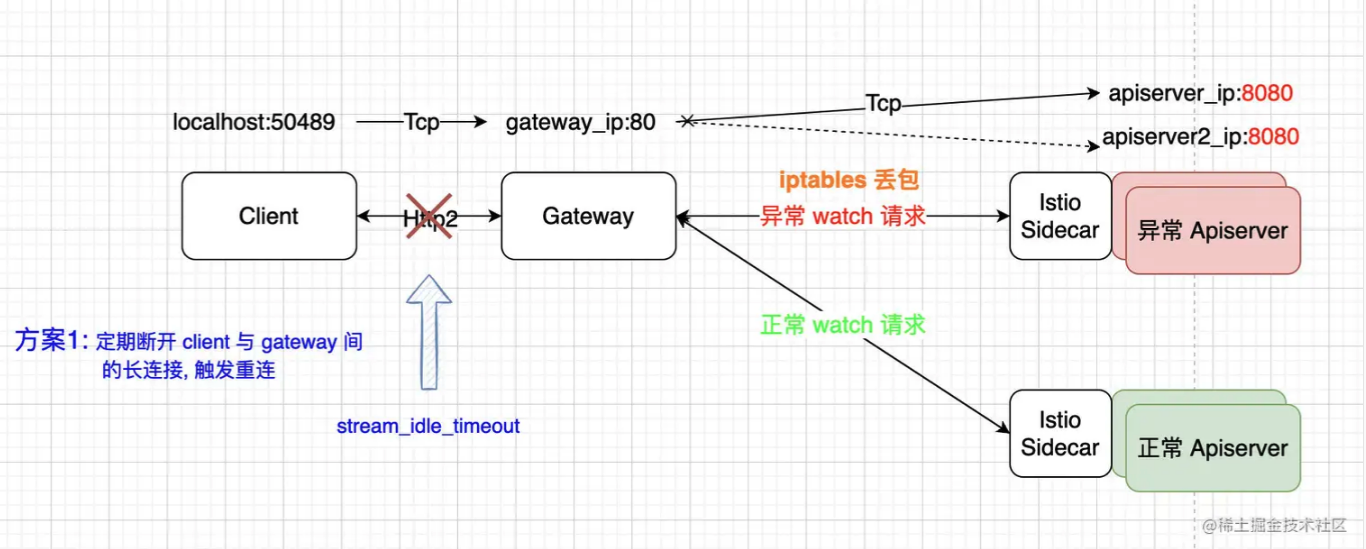 localhost:50489 Tcp gateway_ip:80 Tcp apiserver_ip:8080
apiserver2_ip:8080
iptables 丢包
Client Http2 Gateway 异常 watch 请求 Istio Sidecar 异常 Apiserver
正常 watch 请求
方案1: 定期断开 client 与 gateway 间
的长连接, 触发重连
stream_idle_timeout
Istio
Sidecar
正常 Apiserver
@稀土掘金技术社区